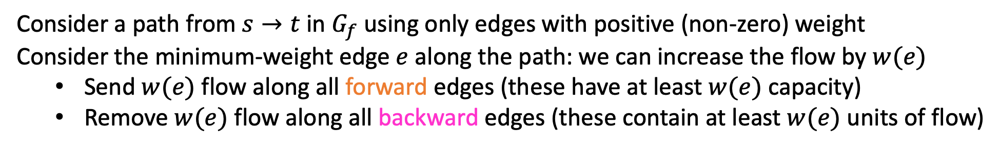 Consider a path from 𝑠 → 𝑡 in 𝐺𝑓 using only edges with positive (non-zero) weight
Consider the minimum-weight edge 𝑒 along the path: we can increase the flow by 𝑤(𝑒)
• Send 𝑤(𝑒) flow along all forward edges (these have at least 𝑤(𝑒) capacity)
• Remove 𝑤(𝑒) flow along all backward edges (these contain at least 𝑤(𝑒) units of flow)